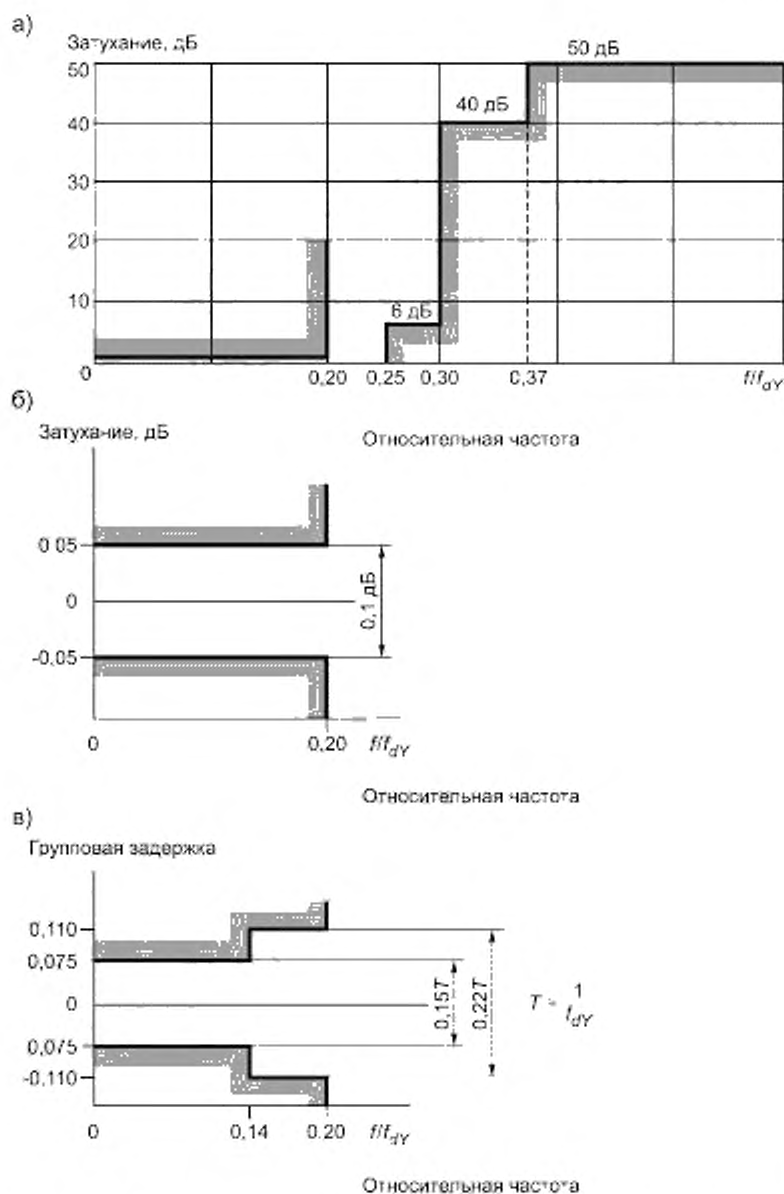 а)
Затухание, дБ
50 дБ
50
40 дБ
40
30
20
10
6 дБ
0
0,20 0,25 0,30 0,37 f/fdY
Относительная частота
б)
Затухание, дБ
0 05
0
-0.05
0,1 дБ
0 0,20 f/fdY
Относительная частота
в)
Групповая задержка
0,110
0,075
0
0,075
-0,110
0,15T
0,22T
T = 1/fdY
0 0,14 0.20 f/fdY
Относительная частота